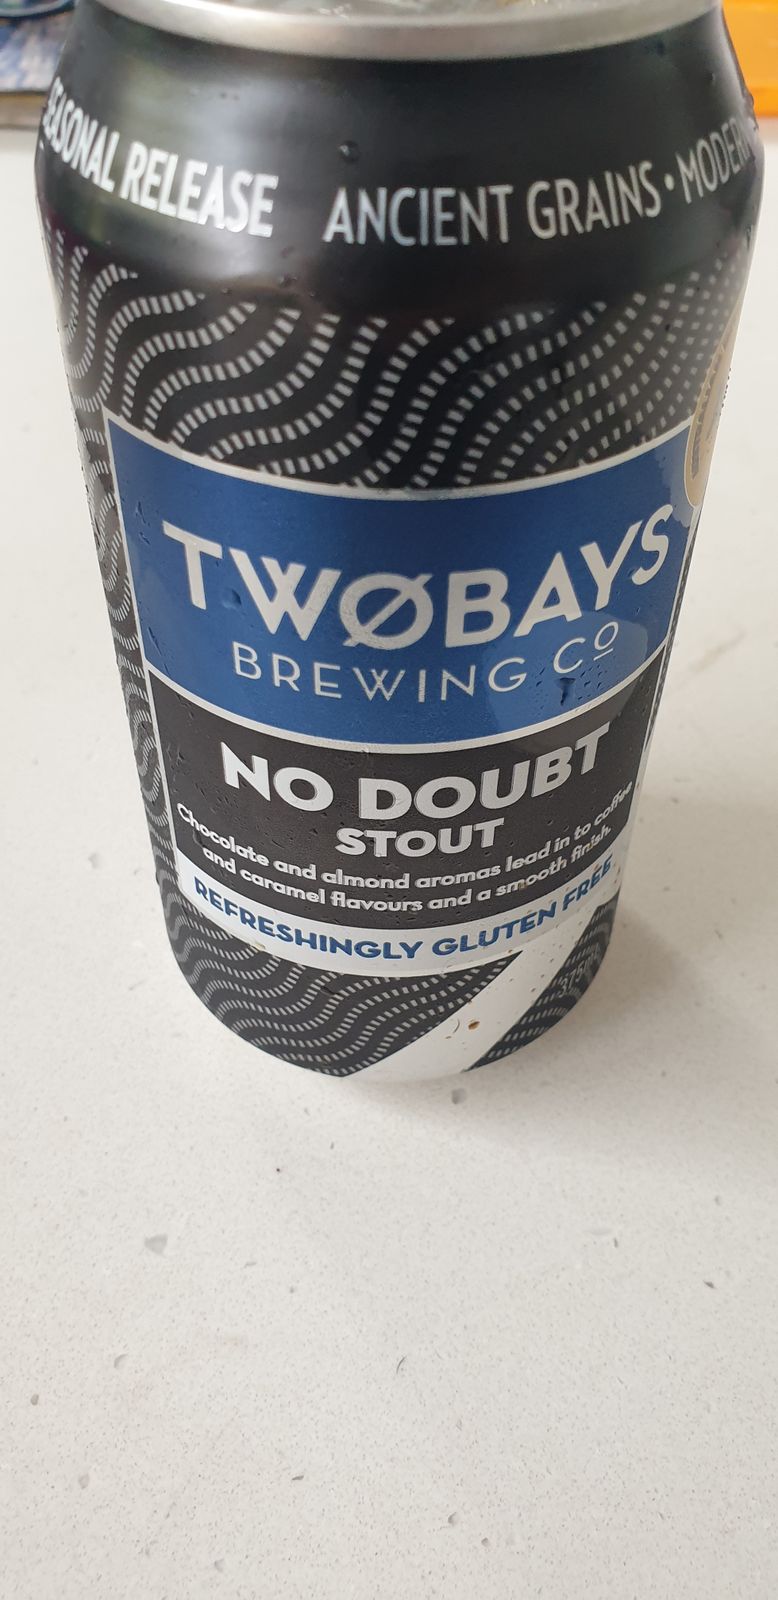 SEASONAL RELEASE ANCIENT GRAINS • MODERN
TWØBAYS
BREWING Cº
NO DOUBT
STOUT
Chocolate and almond aromas lead in to coffee
and caramel flavours and a smooth finish.
REFRESHINGLY GLUTEN FREE
375ml